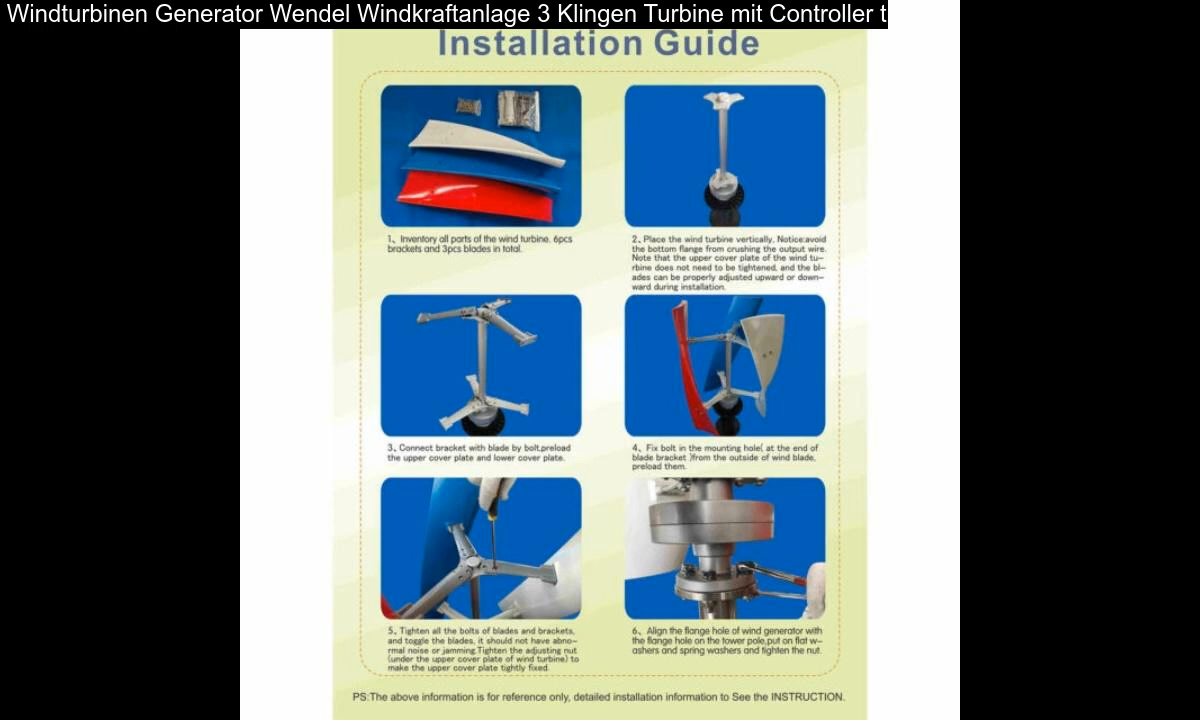 Windturbinen Generator Wendel Windkraftanlage 3 Klingen Turbine mit Controller t
Installation Guide
1、Inventory all parts of the wind turbine. 6pcs
brackets and 3pcs blades in total.
2、Place the wind turbine vertically, Notice:avoid
the bottom flange from crushing the output wire.
Note that the upper cover plate of the wind tu-
rbine does not need to be tightened, and the bl-
ades can be properly adjusted upward or down-
ward during installation.
3、Connect bracket with blade by bolt,preload
the upper cover plate and lower cover plate.
4、Fix bolt in the mounting hole( at the end of
blade bracket )from the outside of wind blade,
preload them.
5、Tighten all the bolts of blades and brackets,
and toggle the blades, it should not have abno-
rmal noise or jamming.Tighten the adjusting nut
(under the upper cover plate of wind turbine) to
make the upper cover plate tightly fixed.
6、Align the flange hole of wind generator with
the flange hole on the tower pole,put on flat w-
ashers and spring washers and tighten the nut.
PS:The above information is for reference only, detailed installation information to See the INSTRUCTION.